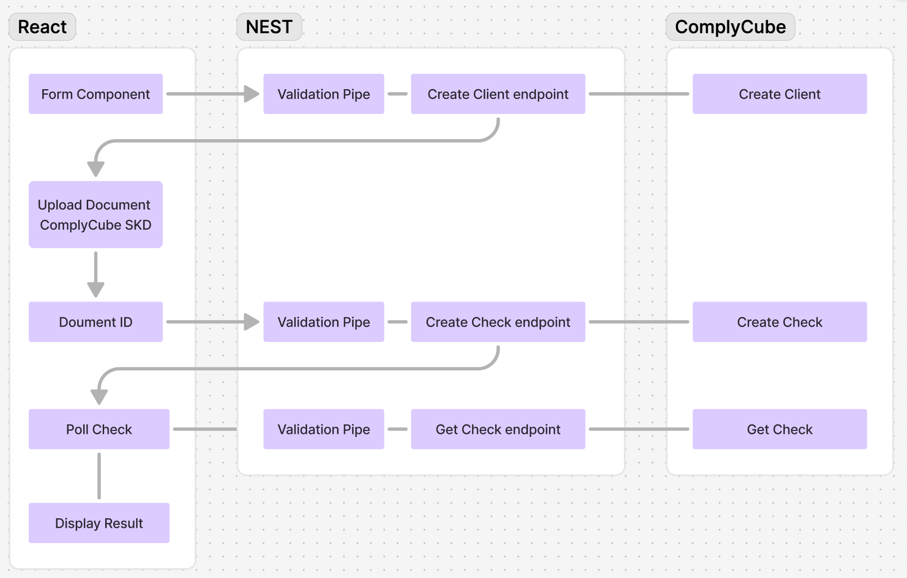 React
NEST
ComplyCube
Form Component
Validation Pipe
Create Client endpoint
Create Client
Upload Document
ComplyCube SKD
Doument ID
Validation Pipe
Create Check endpoint
Create Check
Poll Check
Validation Pipe
Get Check endpoint
Get Check
Display Result